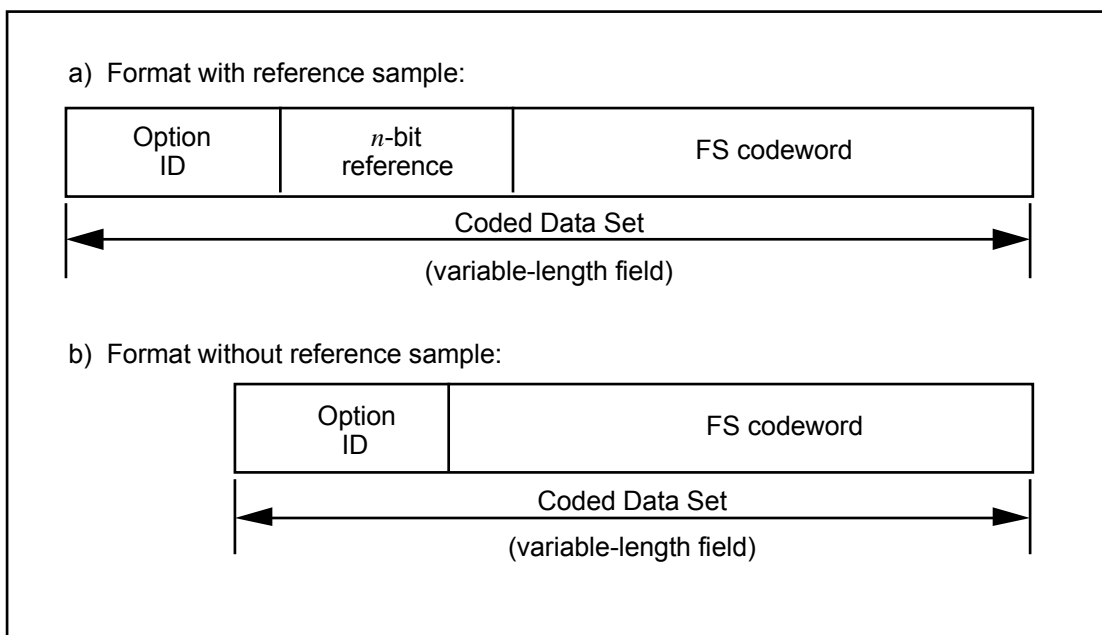 a) Format with reference sample:
Option
ID
n-bit
reference
FS codeword
Coded Data Set
(variable-length field)
b) Format without reference sample:
Option
ID
FS codeword
Coded Data Set
(variable-length field)